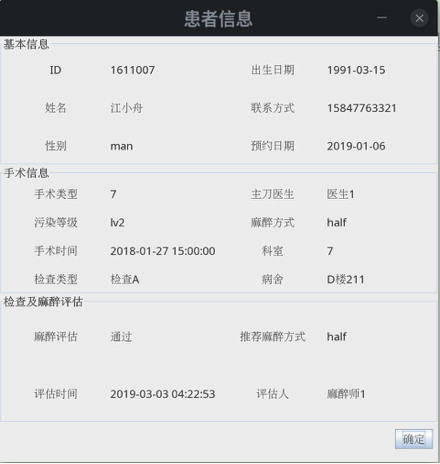 患者信息
基本信息
ID 1611007 出生日期 1991-03-15
姓名 江小舟 联系方式 15847763321
性别 man 预约日期 2019-01-06
手术信息
手术类型 7 主刀医生 医生1
污染等级 lv2 麻醉方式 half
手术时间 2018-01-27 15:00:00 科室 7
检查类型 检查A 病舍 D楼211
检查及麻醉评估
麻醉评估 通过 推荐麻醉方式 half
评估时间 2019-03-03 04:22:53 评估人 麻醉师1
确定